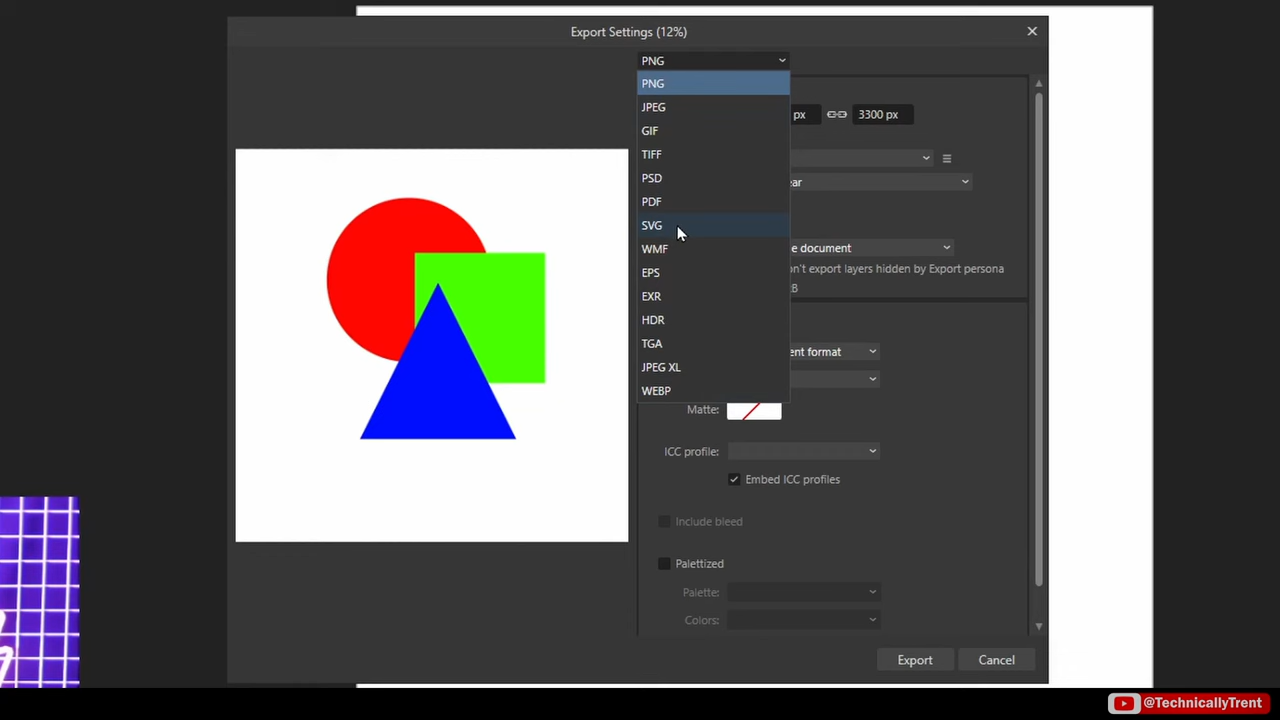 Export Settings (12%)
PNG
PNG
JPEG
GIF
TIFF
PSD
PDF
SVG
WMF
EPS
EXR
HDR
TGA
JPEG XL
WEBP
px
3300 px
ear
e document
n't export layers hidden by Export persona
B
ent format
Matte:
ICC profile:
Embed ICC profiles
Include bleed
Palettized
Palette:
Colors:
Export
Cancel
@TechnicallyTrent